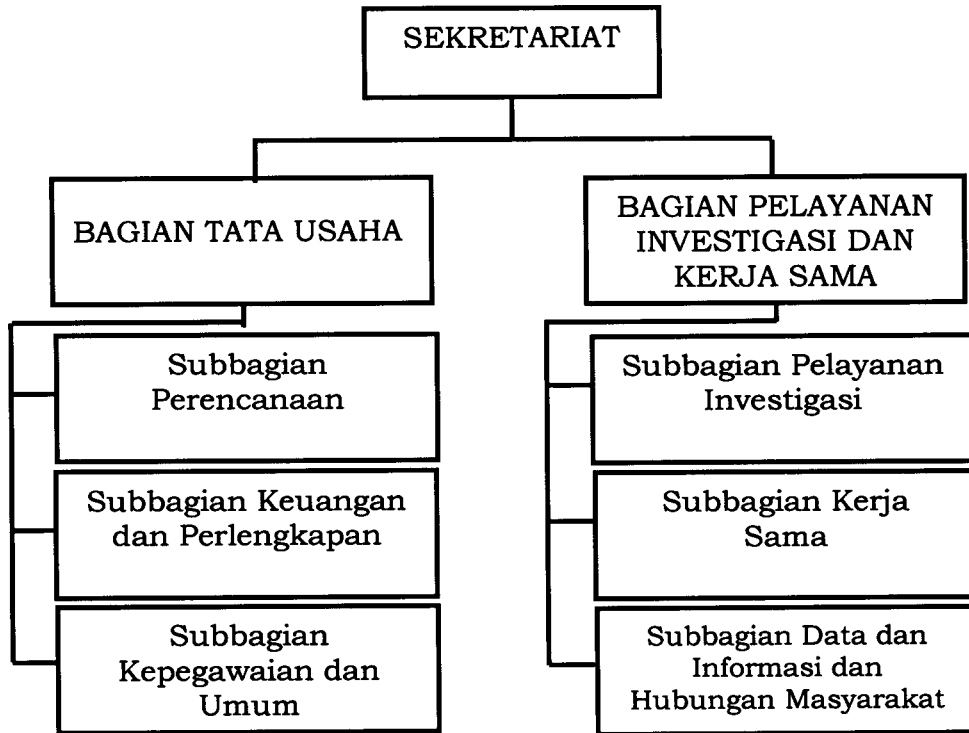 SEKRETARIAT
BAGIAN TATA USAHA
BAGIAN PELAYANAN
INVESTIGASI DAN
KERJA SAMA
Subbagian
Perencanaan
Subbagian Keuangan
dan Perlengkapan
Subbagian
Kepegawaian dan
Umum
Subbagian Pelayanan
Investigasi
Subbagian Kerja
Sama
Subbagian Data dan
Informasi dan
Hubungan Masyarakat